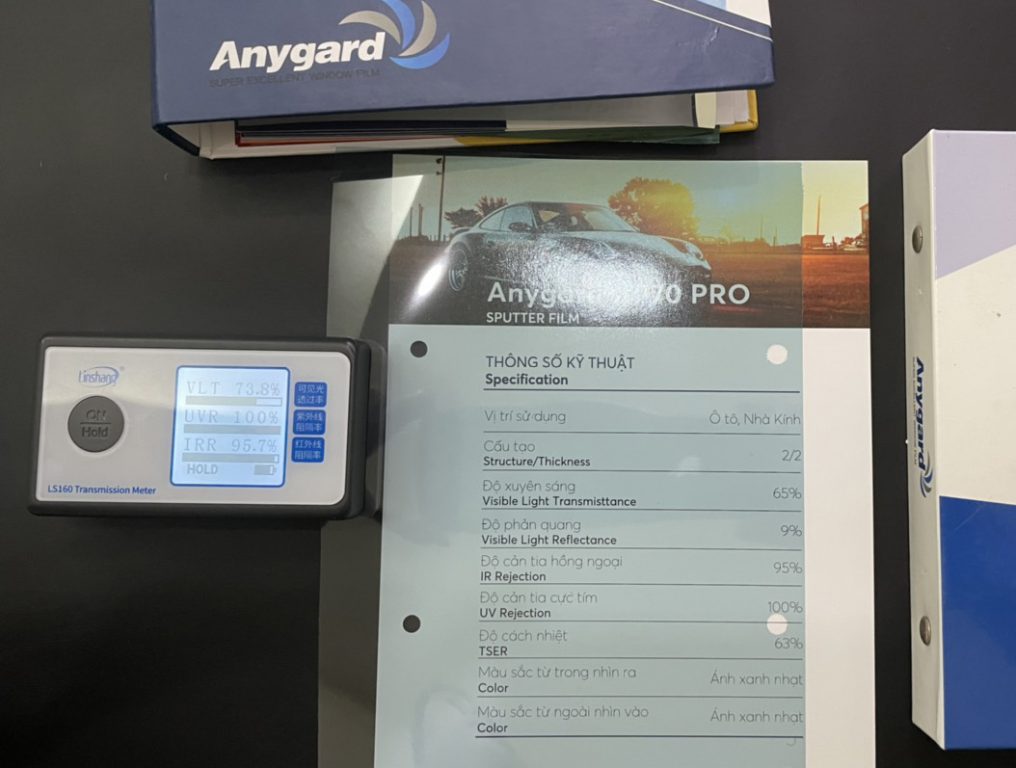 Anygard
SUPER EXCELLENT WINDOW FILM
70 PRO
SPUTTER FILM
THÔNG SỐ KỸ THUẬT
Specification
Vị trí sử dụng Ô tô, Nhà Kính
Cấu tạo
Structure/Thickness 2/2
Độ xuyên sáng
Visible Light Transmisttance 65%
Độ phản quang
Visible Light Reflectance 9%
Độ cản tia hồng ngoại
IR Rejection 95%
Độ cản tia cực tím
UV Rejection 100%
Độ cách nhiệt
TSER 63%
Màu sắc từ trong nhìn ra
Color Ánh xanh nhạt
Màu sắc từ ngoài nhìn vào
Color Ánh xanh nhạt
Linshang
ON
Hold
VLT 73.8%
UVR 100%
IRR 95.7%
HOLD
可见光
透过率
紫外线
阻隔率
红外线
阻隔率
LS160 Transmission Meter
Anygard